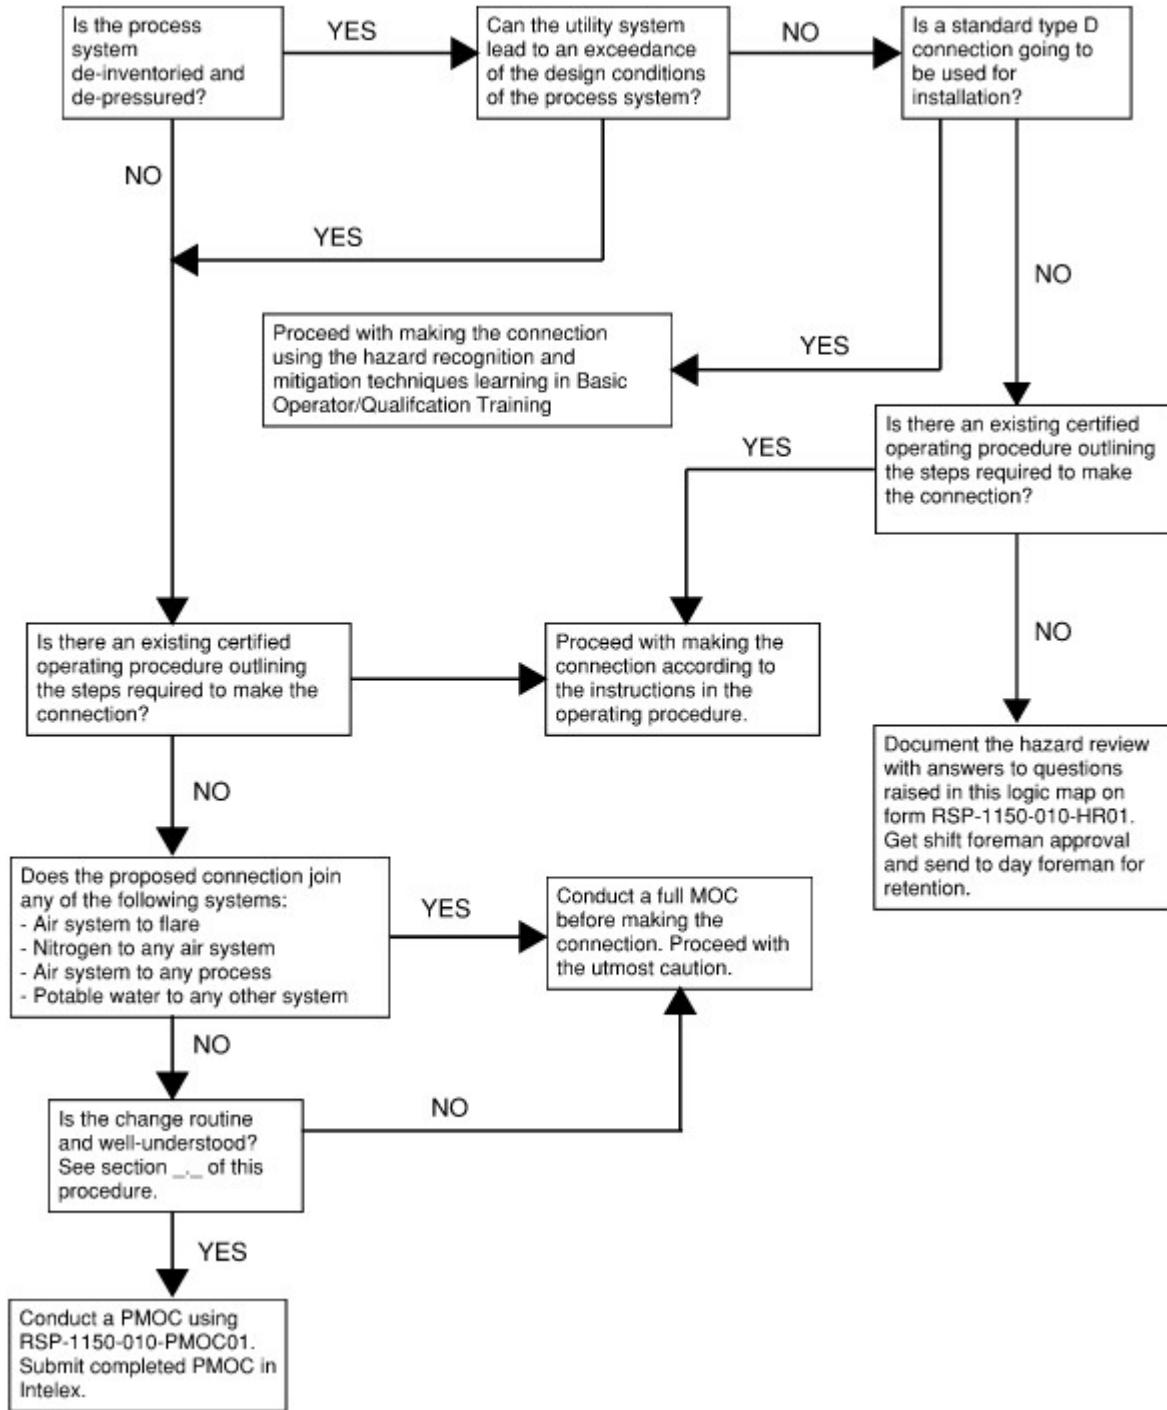 Is the process
system
de-inventoried and
de-pressured?
YES
Can the utility system
lead to an exceedance
of the design conditions
of the process system?
NO
Is a standard type D
connection going to
be used for
installation?
NO
YES
NO
Proceed with making the connection
using the hazard recognition and
mitigation techniques learning in Basic
Operator/Qualifcation Training
YES
Is there an existing certified
operating procedure outlining
the steps required to make
the connection?
YES
NO
Is there an existing certified
operating procedure outlining
the steps required to make the
connection?
Proceed with making the
connection according to
the instructions in the
operating procedure.
Document the hazard review
with answers to questions
raised in this logic map on
form RSP-1150-010-HR01.
Get shift foreman approval
and send to day foreman for
retention.
NO
Does the proposed connection join
any of the following systems:
- Air system to flare
- Nitrogen to any air system
- Air system to any process
- Potable water to any other system
YES
Conduct a full MOC
before making the
connection. Proceed with
the utmost caution.
NO
Is the change routine
and well-understood?
See section _._ of this
procedure.
NO
YES
Conduct a PMOC using
RSP-1150-010-PMOC01.
Submit completed PMOC in
Intelex.